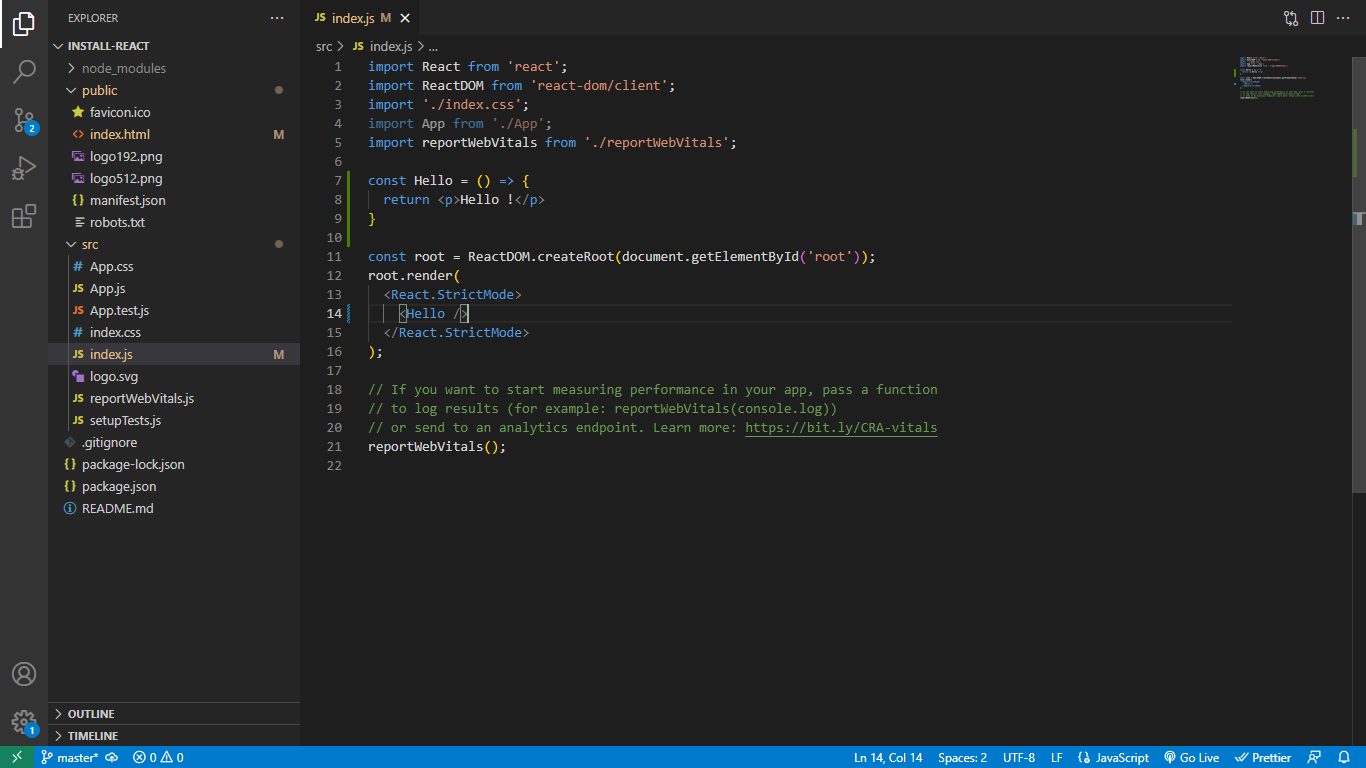 EXPLORER
INSTALL-REACT
node_modules
public
favicon.ico
index.html M
logo192.png
logo512.png
{} manifest.json
robots.txt
src
# App.css
JS App.js
JS App.test.js
# index.css
JS index.js M
logo.svg
JS reportWebVitals.js
JS setupTests.js
.gitignore
{} package-lock.json
{} package.json
README.md
OUTLINE
TIMELINE
2
1
JS index.js M
src > JS index.js > ...
1 import React from 'react';
2 import ReactDOM from 'react-dom/client';
3 import './index.css';
4 import App from './App';
5 import reportWebVitals from './reportWebVitals';
6
7 const Hello = () => {
8 return <p>Hello !</p>
9 }
10
11 const root = ReactDOM.createRoot(document.getElementById('root'));
12 root.render(
13 <React.StrictMode>
14 <Hello />
15 </React.StrictMode>
16 );
17
18 // If you want to start measuring performance in your app, pass a function
19 // to log results (for example: reportWebVitals(console.log))
20 // or send to an analytics endpoint. Learn more: https://bit.ly/CRA-vitals
21 reportWebVitals();
22
master* 0 0 Ln 14, Col 14 Spaces: 2 UTF-8 LF {} JavaScript Go Live Prettier